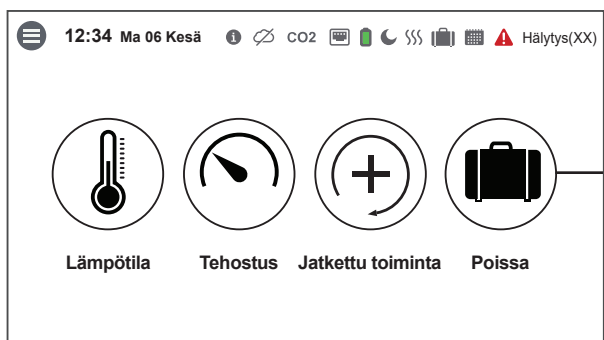 12:34 Ma 06 Kesä CO2 Hälytys(XX)
Lämpötila Tehostus Jatkettu toiminta Poissa